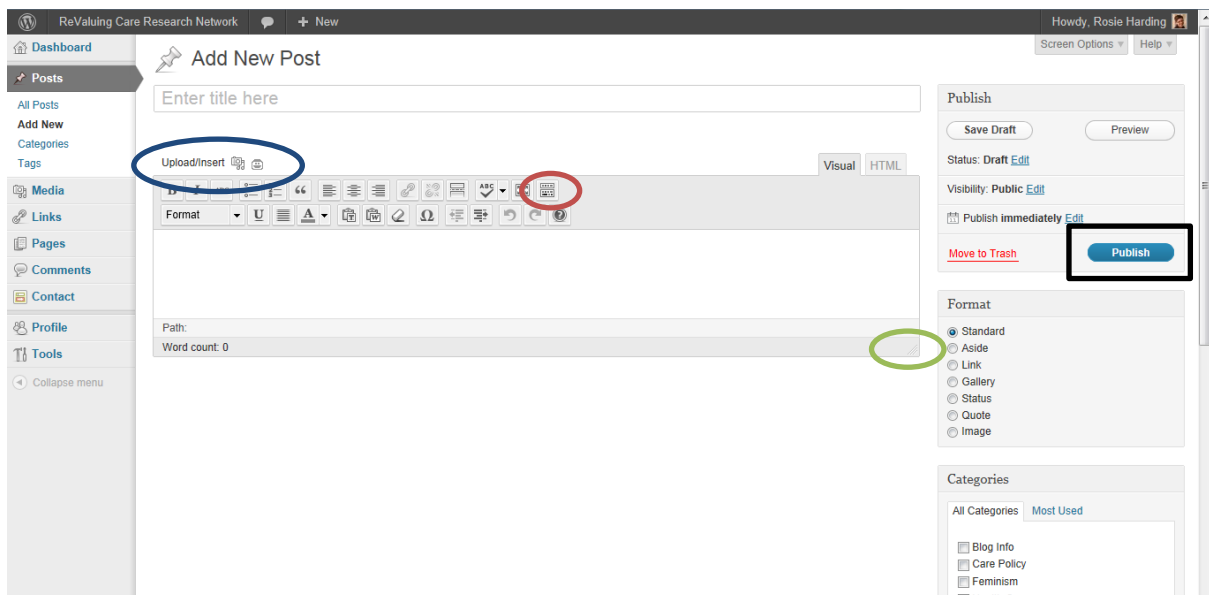 ReValuing Care Research Network + New Howdy, Rosie Harding
Dashboard
Posts
All Posts
Add New
Categories
Tags
Media
Links
Pages
Comments
Contact
Profile
Tools
Collapse menu
Screen Options Help
Add New Post
Enter title here
Upload/Insert
Visual HTML
B I ABC
Format U A Ω
Path:
Word count: 0
Publish
Save Draft Preview
Status: Draft Edit
Visibility: Public Edit
Publish immediately Edit
Move to Trash Publish
Format
Standard
Aside
Link
Gallery
Status
Quote
Image
Categories
All Categories Most Used
Blog Info
Care Policy
Feminism